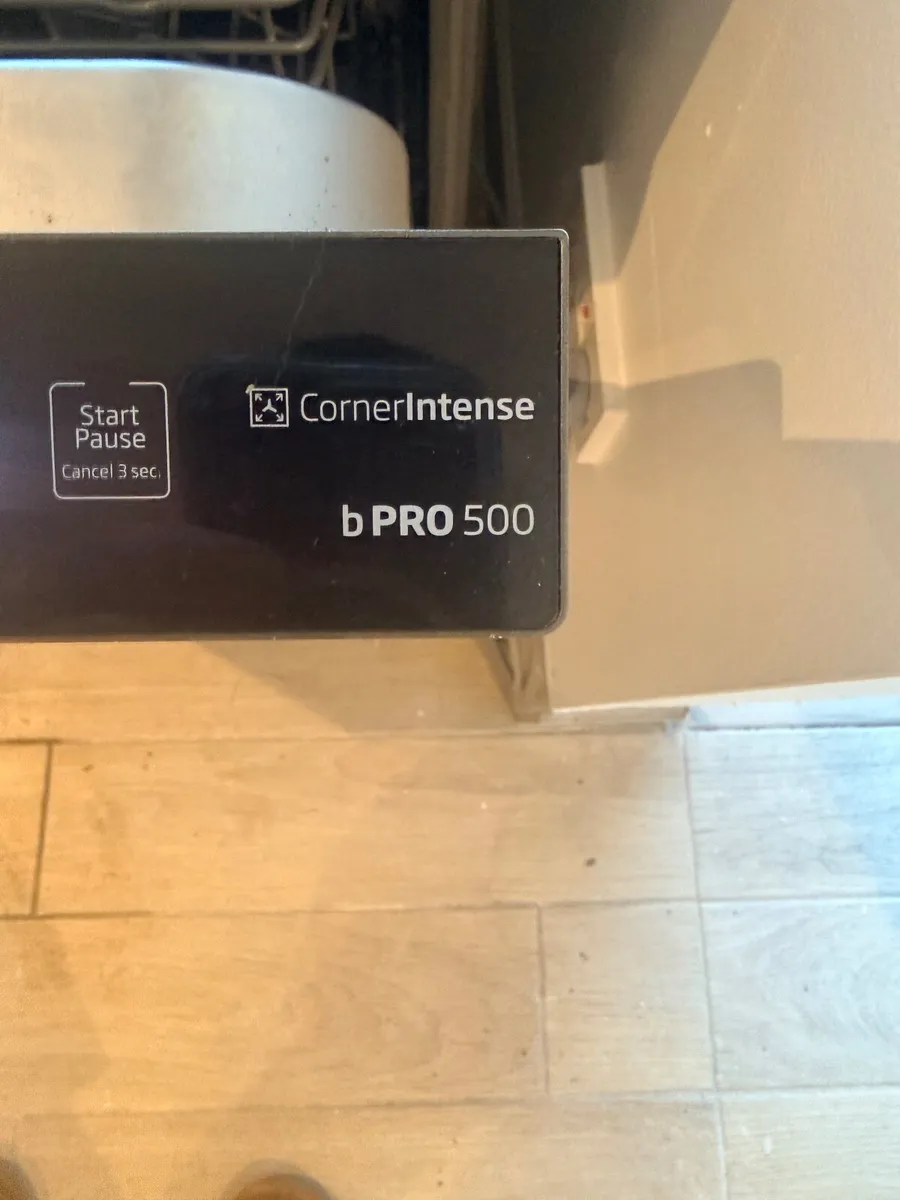 Start
Pause
Cancel 3 sec.
CornerIntense
b PRO 500